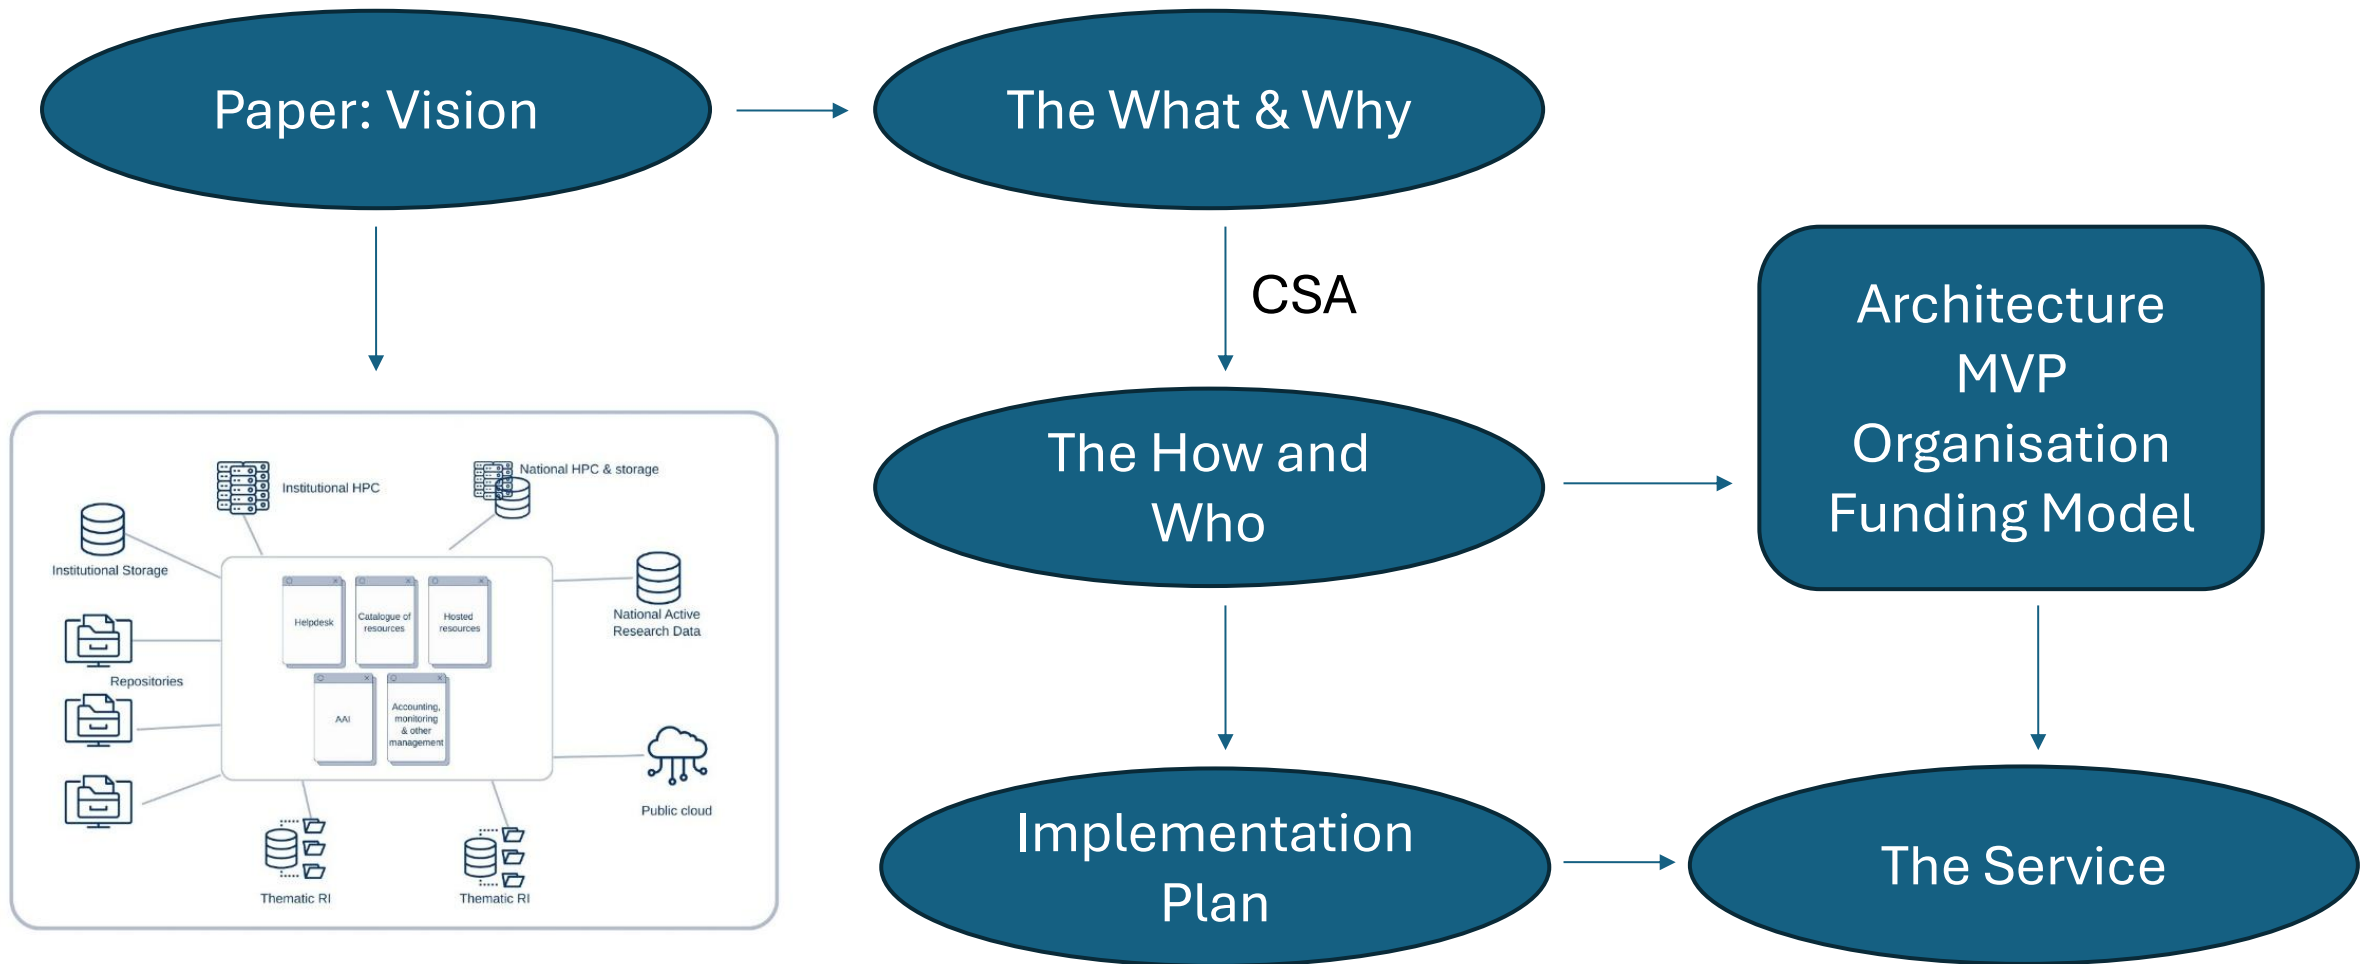 Paper: Vision
The What & Why
CSA
Architecture
MVP
Organisation
Funding Model
The How and
Who
Implementation
Plan
The Service
Institutional HPC
National HPC & storage
Institutional Storage
National Active
Research Data
Helpdesk
Catalogue of
resources
Hosted
resources
Repositories
AAI
Accounting,
monitoring
& other
management
Public cloud
Thematic RI
Thematic RI